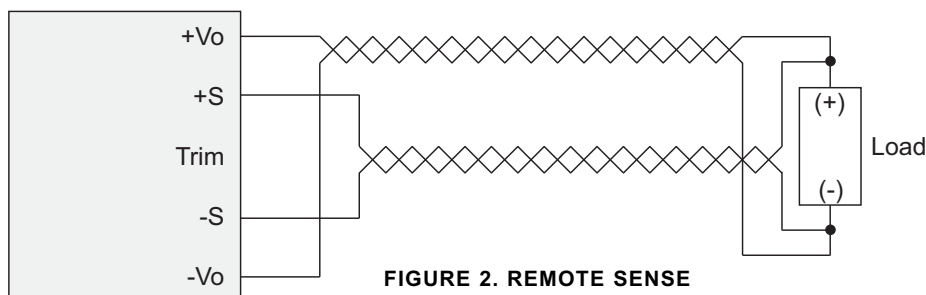 +Vo
+S
Trim
-S
-Vo
(+)
Load
(-)
FIGURE 2. REMOTE SENSE